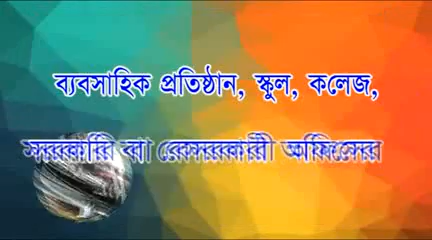 ব্যবসাহিক প্রতিষ্ঠান, স্কুল, কলেজ,
সরকারি বা বেসরকারী অফিসের